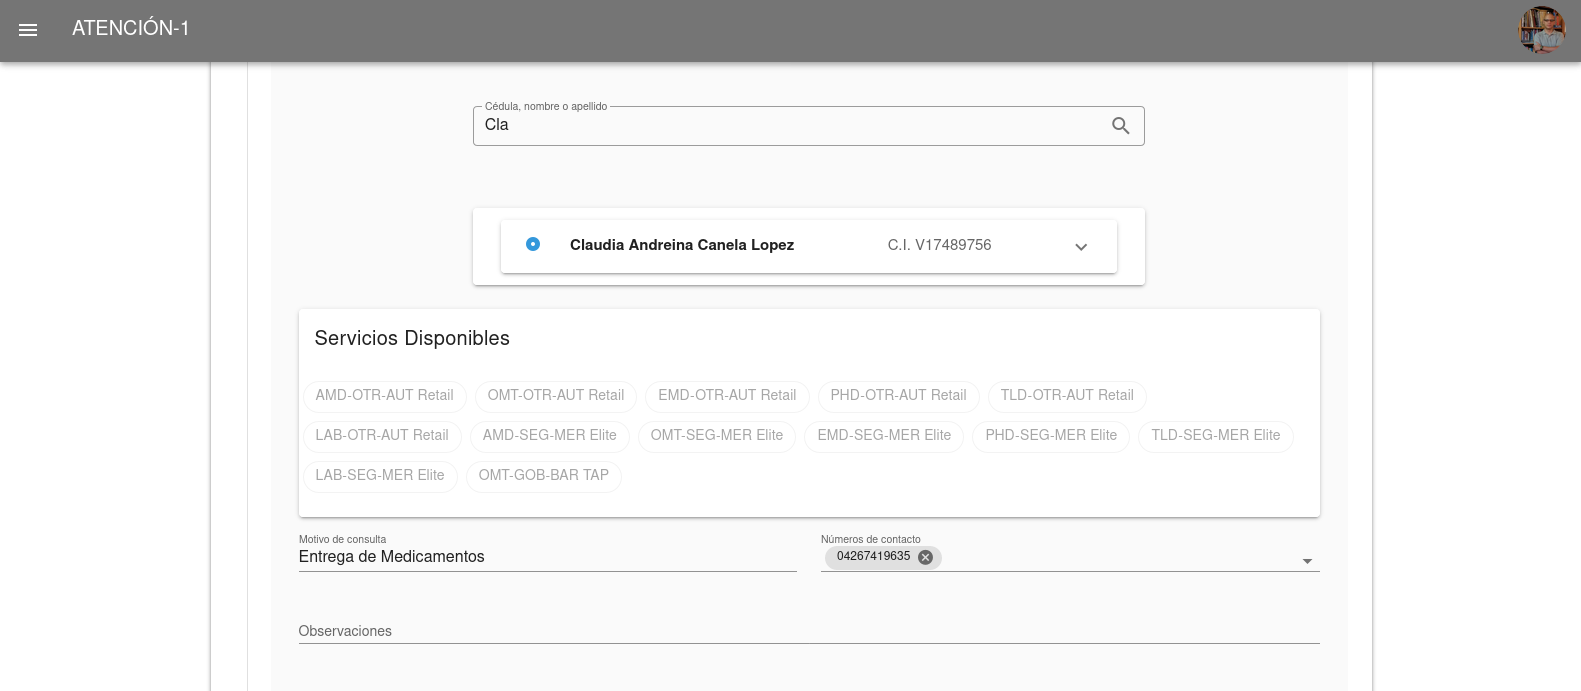 ATENCIÓN-1
Cédula, nombre o apellido
Cla
Claudia Andreina Canela Lopez C.I. V17489756
Servicios Disponibles
AMD-OTR-AUT Retail OMT-OTR-AUT Retail EMD-OTR-AUT Retail PHD-OTR-AUT Retail TLD-OTR-AUT Retail
LAB-OTR-AUT Retail AMD-SEG-MER Elite OMT-SEG-MER Elite EMD-SEG-MER Elite PHD-SEG-MER Elite TLD-SEG-MER Elite
LAB-SEG-MER Elite OMT-GOB-BAR TAP
Motivo de consulta Números de contacto
Entrega de Medicamentos 04267419635
Observaciones